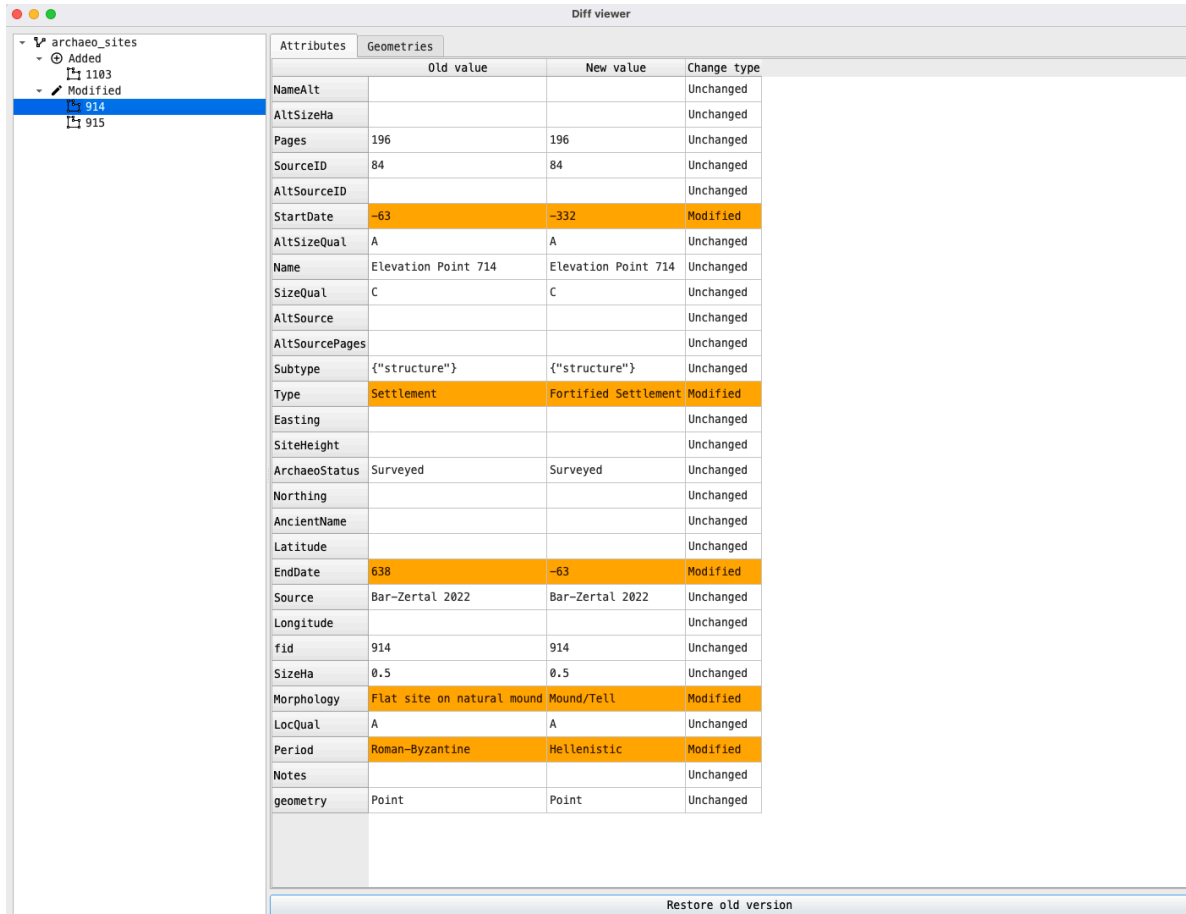 Diff viewer
archaeo_sites
Added
1103
Modified
914
915
Attributes Geometries
Old value New value Change type
NameAlt Unchanged
AltSizeHa Unchanged
Pages 196 196 Unchanged
SourceID 84 84 Unchanged
AltSourceID Unchanged
StartDate -63 -332 Modified
AltSizeQual A A Unchanged
Name Elevation Point 714 Elevation Point 714 Unchanged
SizeQual C C Unchanged
AltSource Unchanged
AltSourcePages Unchanged
Subtype {"structure"} {"structure"} Unchanged
Type Settlement Fortified Settlement Modified
Easting Unchanged
SiteHeight Unchanged
ArchaeoStatus Surveyed Surveyed Unchanged
Northing Unchanged
AncientName Unchanged
Latitude Unchanged
EndDate 638 -63 Modified
Source Bar-Zertal 2022 Bar-Zertal 2022 Unchanged
Longitude Unchanged
fid 914 914 Unchanged
SizeHa 0.5 0.5 Unchanged
Morphology Flat site on natural mound Mound/Tell Modified
LocQual A A Unchanged
Period Roman-Byzantine Hellenistic Modified
Notes Unchanged
geometry Point Point Unchanged
Restore old version